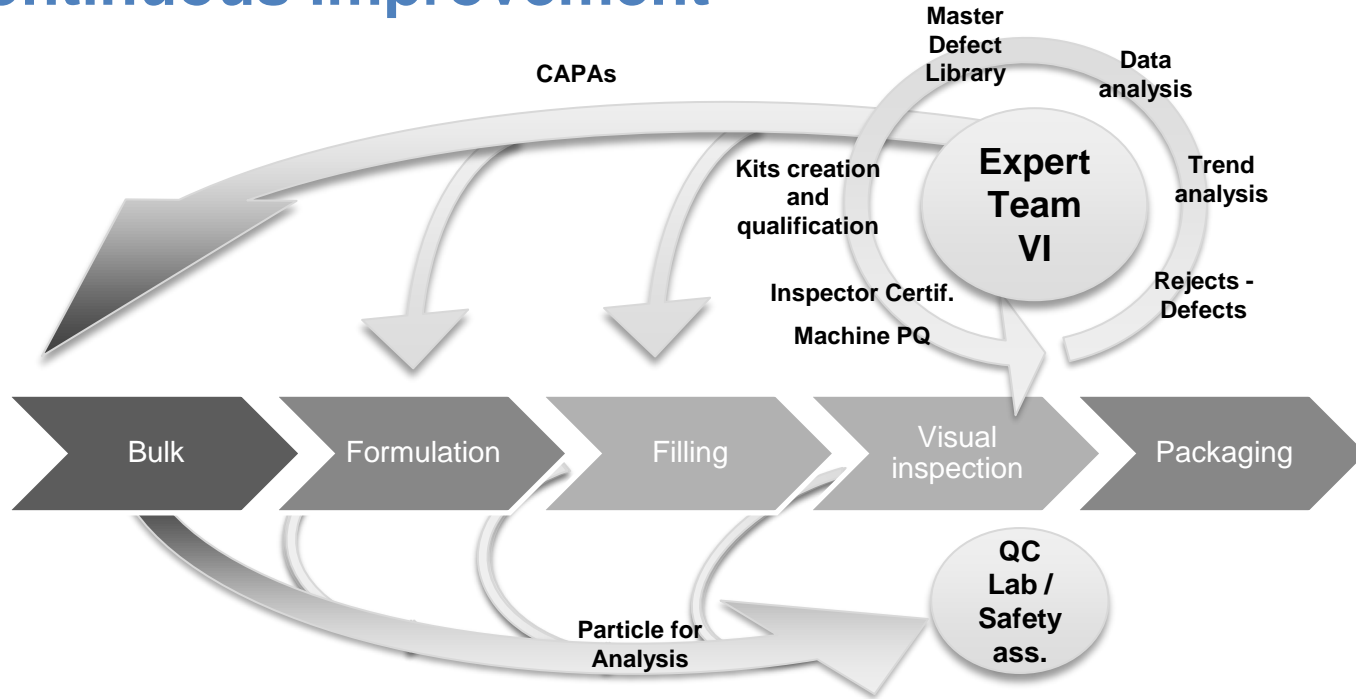 ontinuous Improvement
Master
Defect
Library
Data
analysis
CAPAs
Expert
Team
VI
Kits creation
and
qualification
Trend
analysis
Inspector Certif.
Machine PQ
Rejects -
Defects
Bulk
Formulation
Filling
Visual
inspection
Packaging
QC
Lab /
Safety
ass.
Particle for
Analysis